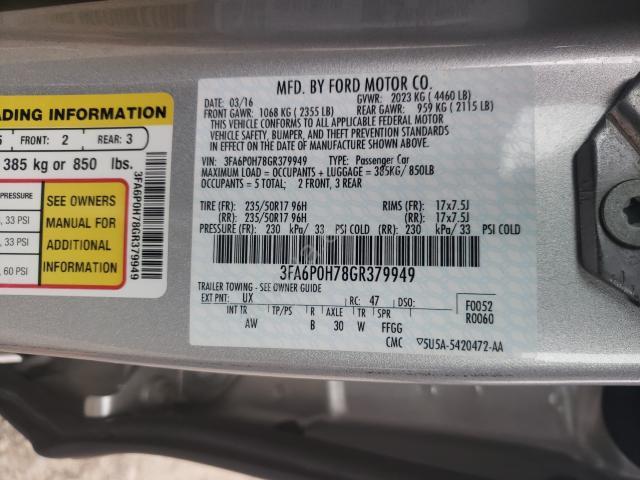 ADING INFORMATION
5 FRONT: 2 REAR: 3
385 kg or 850 lbs.
PRESSURE
, 33 PSI
, 33 PSI
, 60 PSI
SEE OWNERS
MANUAL FOR
ADDITIONAL
INFORMATION
3FA6P0H78GR379949
MFD. BY FORD MOTOR CO.
DATE: 03/16 GVWR: 2023 KG ( 4460 LB)
FRONT GAWR: 1068 KG ( 2355 LB) REAR GAWR: 959 KG ( 2115 LB)
THIS VEHICLE CONFORMS TO ALL APPLICABLE FEDERAL MOTOR
VEHICLE SAFETY, BUMPER, AND THEFT PREVENTION STANDARDS
IN EFFECT ON THE DATE OF MANUFACTURE SHOWN ABOVE.
VIN: 3FA6P0H78GR379949 TYPE: Passenger Car
MAXIMUM LOAD = OCCUPANTS + LUGGAGE = 385KG/ 850LB
OCCUPANTS = 5 TOTAL; 2 FRONT, 3 REAR
TIRE (FR): 235/50R17 96H RIMS (FR): 17x7.5J
(RR): 235/50R17 96H (RR): 17x7.5J
PRESSURE (FR): 230 kPa/ 33 PSI COLD (RR): 230 kPa/ 33 PSI COLD
3FA6P0H78GR379949
TRAILER TOWING - SEE OWNER GUIDE
EXT PNT: UX RC: 47 DSO:
INT TR TP/PS R AXLE TR SPR
AW B 30 W FFGG
F0052
R0060
CMC ▽5U5A-5420472-AA